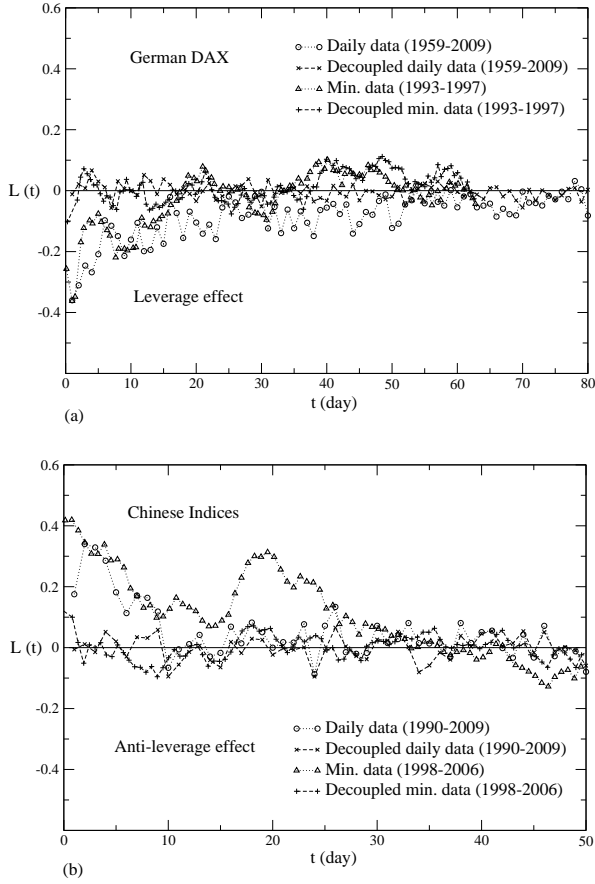 0.6
German DAX
Daily data (1959-2009)
Decoupled daily data (1959-2009)
Min. data (1993-1997)
Decoupled min. data (1993-1997)
0.4
0.2
L (t)
0
-0.2
Leverage effect
-0.4
0 10 20 30 40 50 60 70 80
t (day)
(a)
0.6
Chinese Indices
0.4
0.2
L (t)
0
-0.2
Anti-leverage effect
Daily data (1990-2009)
Decoupled daily data (1990-2009)
Min. data (1998-2006)
Decoupled min. data (1998-2006)
-0.4
0 10 20 30 40 50
t (day)
(b)